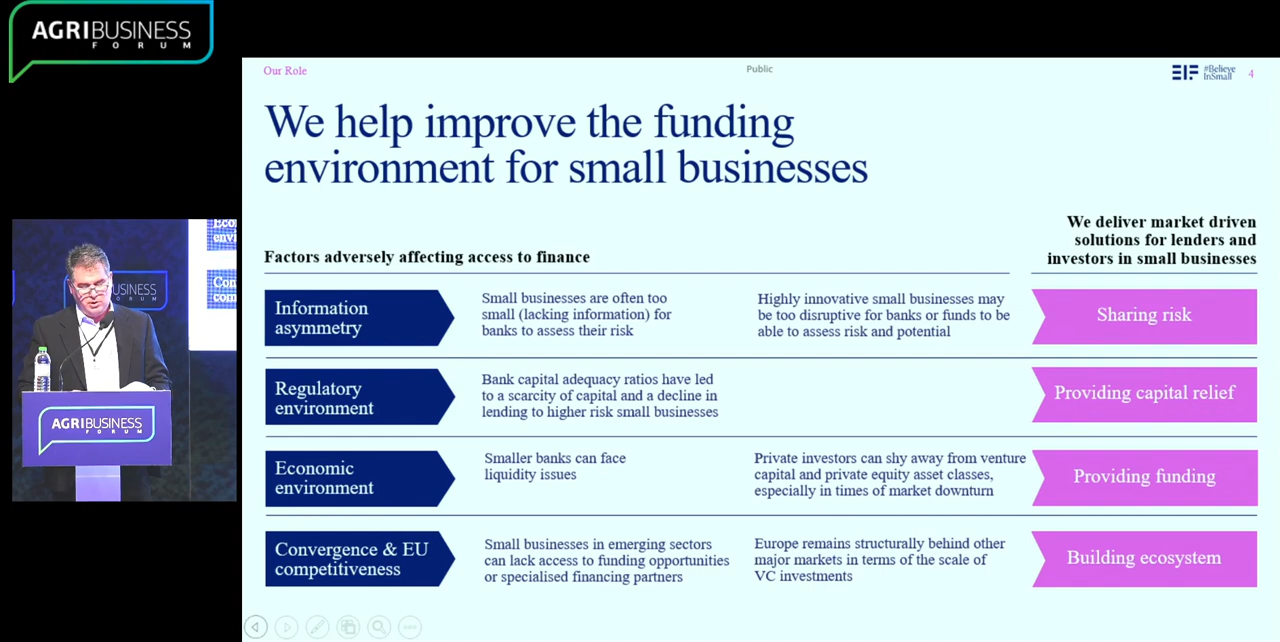 AGRIBUSINESS
FORUM
Our Role
Public
EIF
#Believe
InSmall
4
We help improve the funding
environment for small businesses
Factors adversely affecting access to finance
We deliver market driven
solutions for lenders and
investors in small businesses
Information
asymmetry
Small businesses are often too
small (lacking information) for
banks to assess their risk
Highly innovative small businesses may
be too disruptive for banks or funds to be
able to assess risk and potential
Sharing risk
Regulatory
environment
Bank capital adequacy ratios have led
to a scarcity of capital and a decline in
lending to higher risk small businesses
Providing capital relief
Economic
environment
Smaller banks can face
liquidity issues
Private investors can shy away from venture
capital and private equity asset classes,
especially in times of market downturn
Providing funding
Convergence & EU
competitiveness
Small businesses in emerging sectors
can lack access to funding opportunities
or specialised financing partners
Europe remains structurally behind other
major markets in terms of the scale of
VC investments
Building ecosystem
AGRIBUSINESS
FORUM